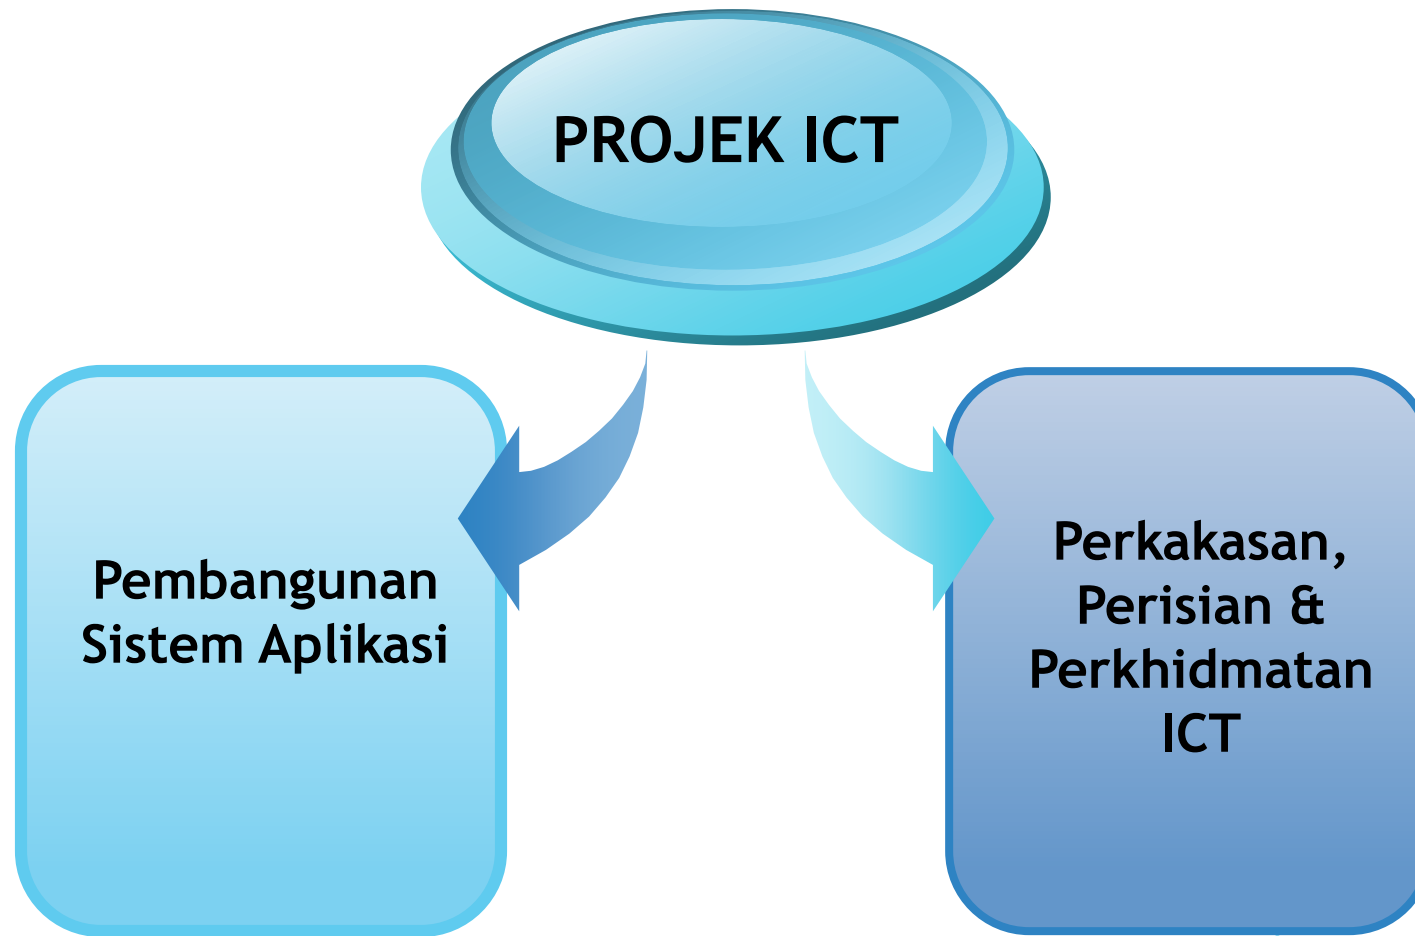 PROJEK ICT
Pembangunan
Sistem Aplikasi
Perkakasan,
Perisian &
Perkhidmatan
ICT